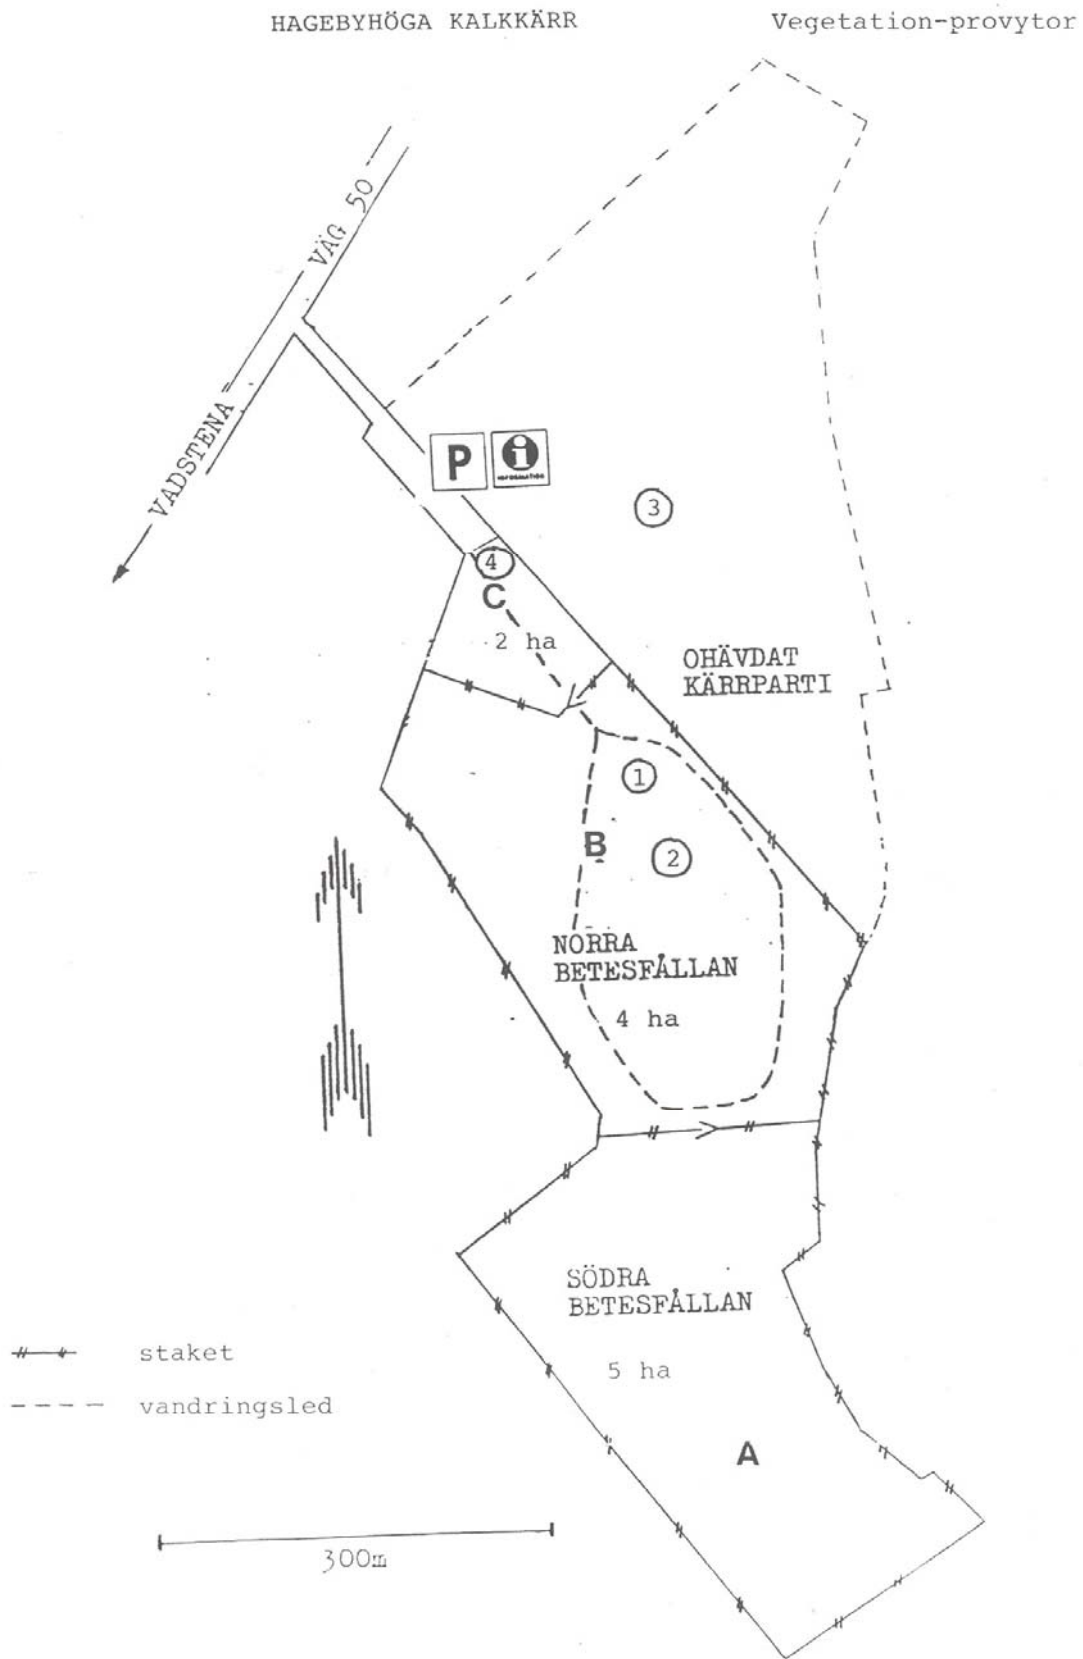 HAGEBYHÖGA KALKKÄRR
Vegetation-provytor
VÄG 50
VADSTENA
P
i
INFORMATION
3
4
C
2 ha
OHÄVDAT
KÄRRPARTI
1
B
2
NORRA
BETESFÅLLAN
4 ha
SÖDRA
BETESFÅLLAN
5 ha
staket
vandringsled
A
300m